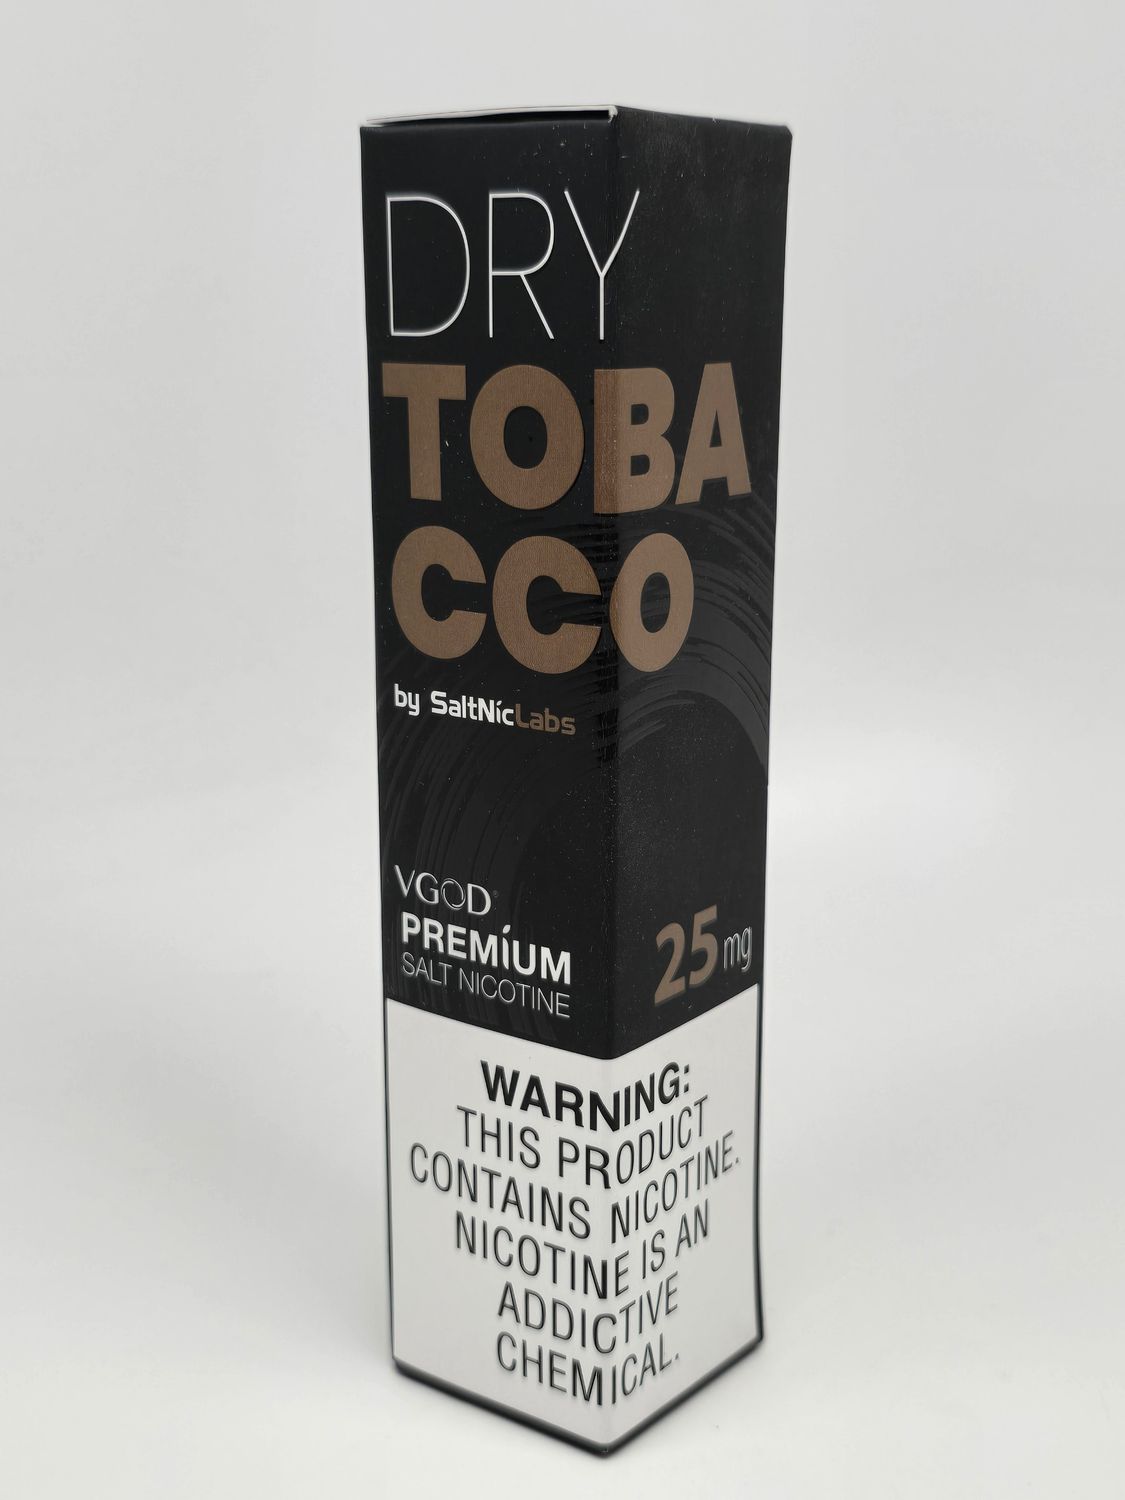 DRY
TOBA
CCO
by SaltNicLabs
VGOD®
PREMíUM
SALT NICOTINE
25mg
WARNING:
THIS PRODUCT
CONTAINS NICOTINE.
NICOTINE IS AN
ADDICTIVE
CHEMICAL.